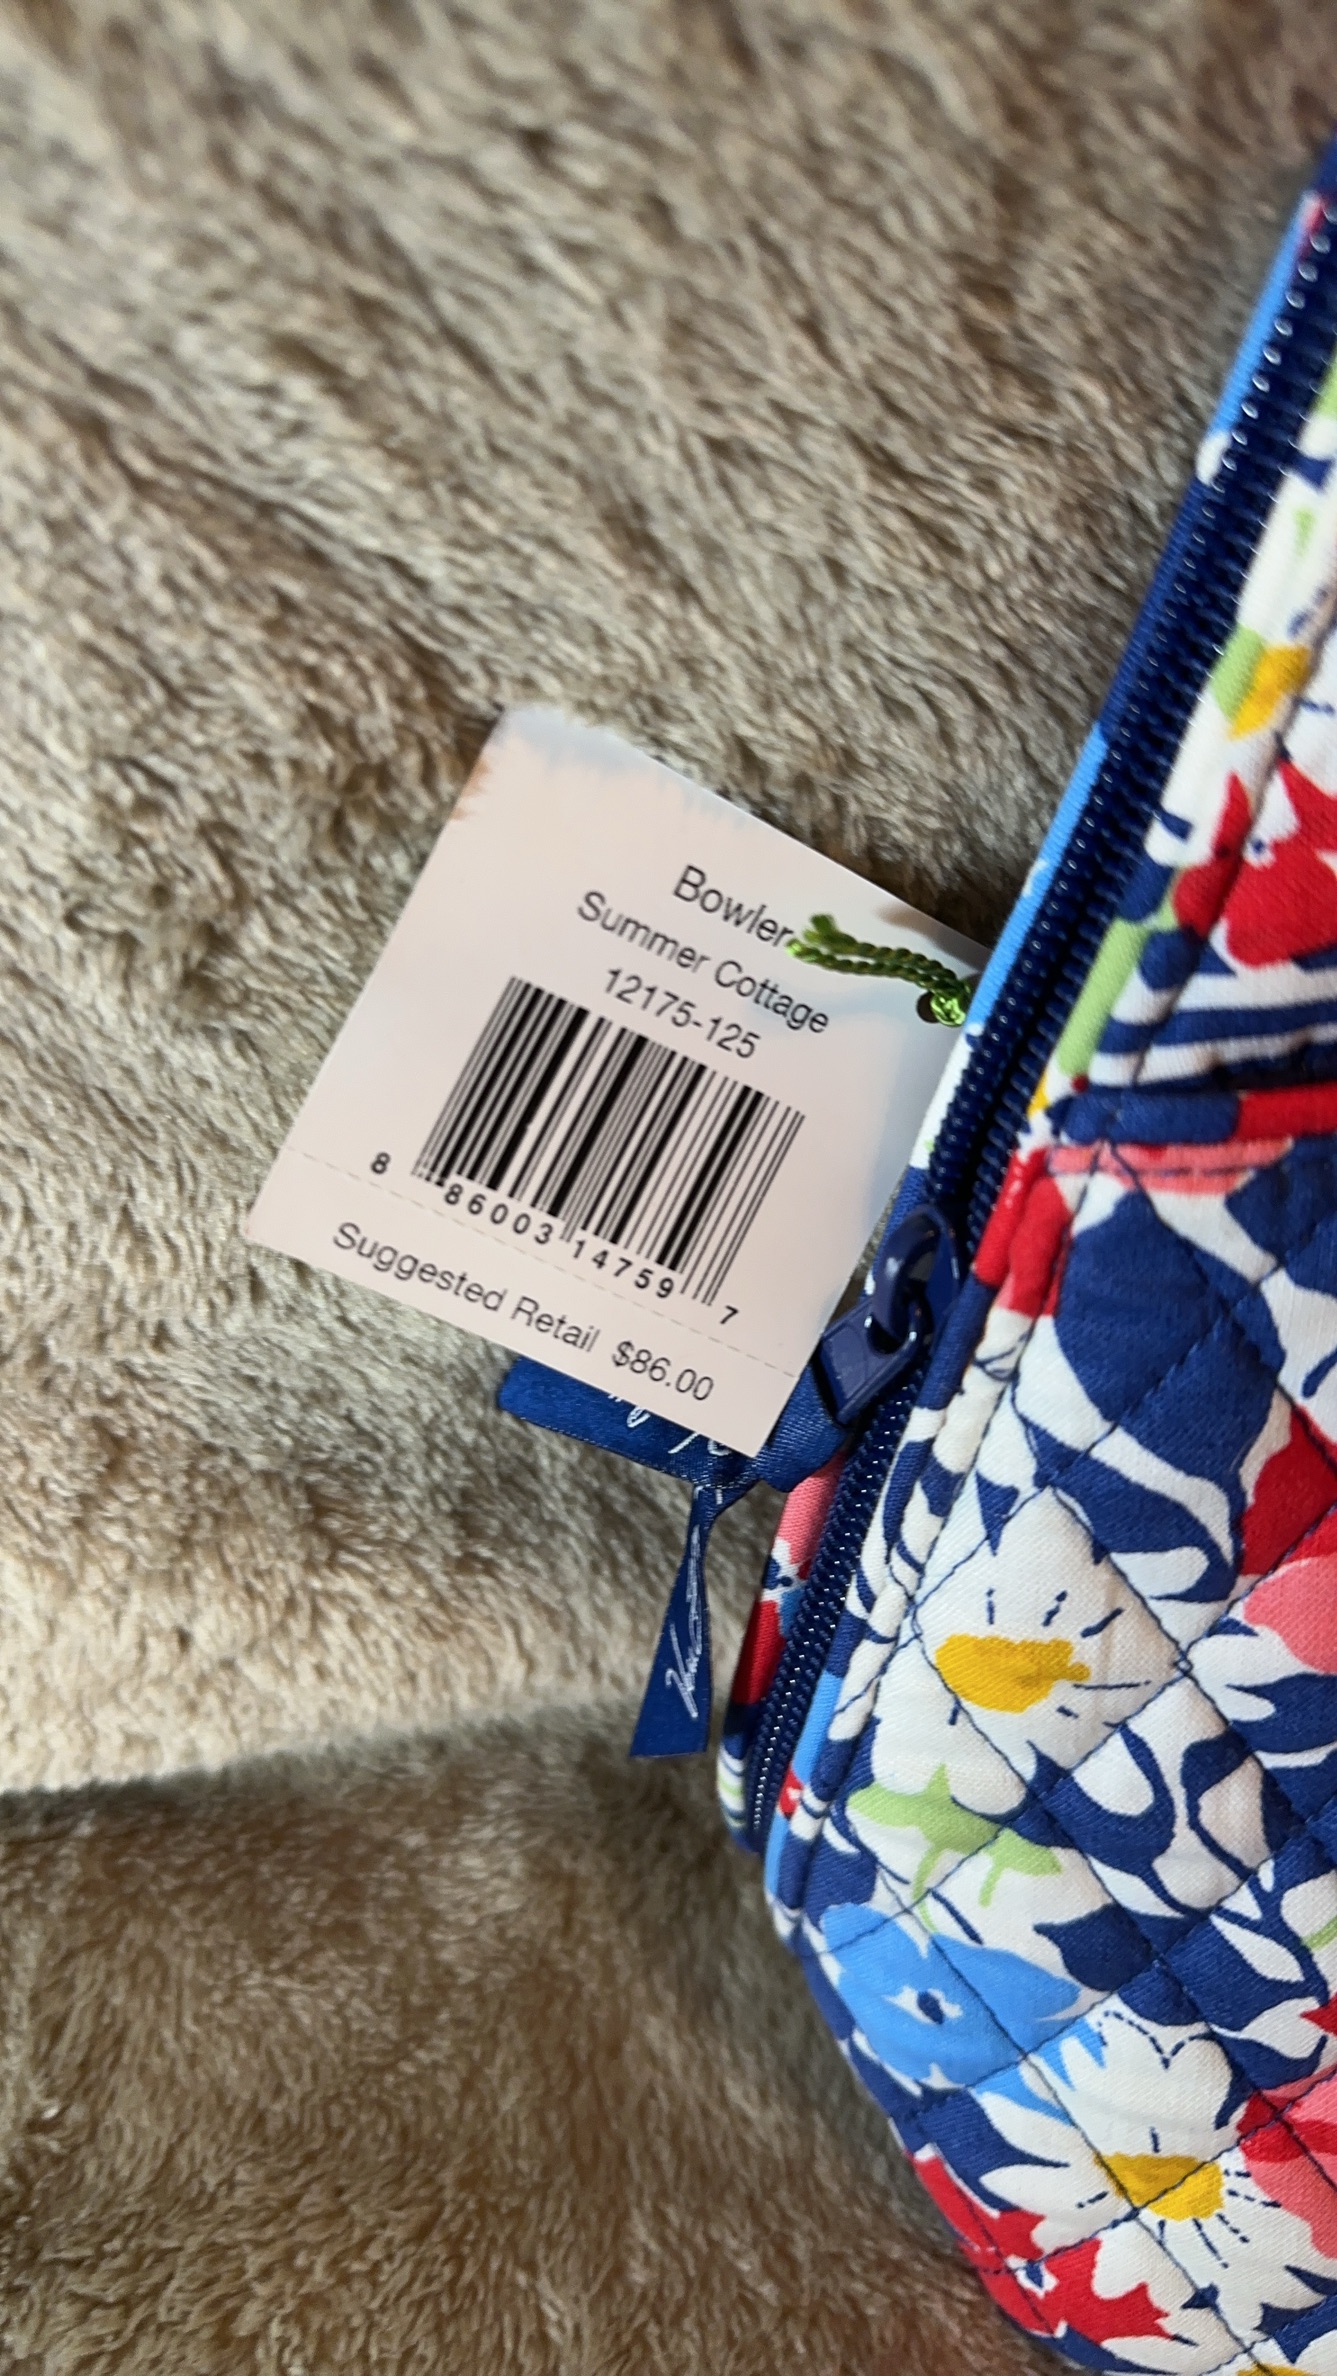 Bowler
Summer Cottage
12175-125
8 86003 14759 7
Suggested Retail $86.00